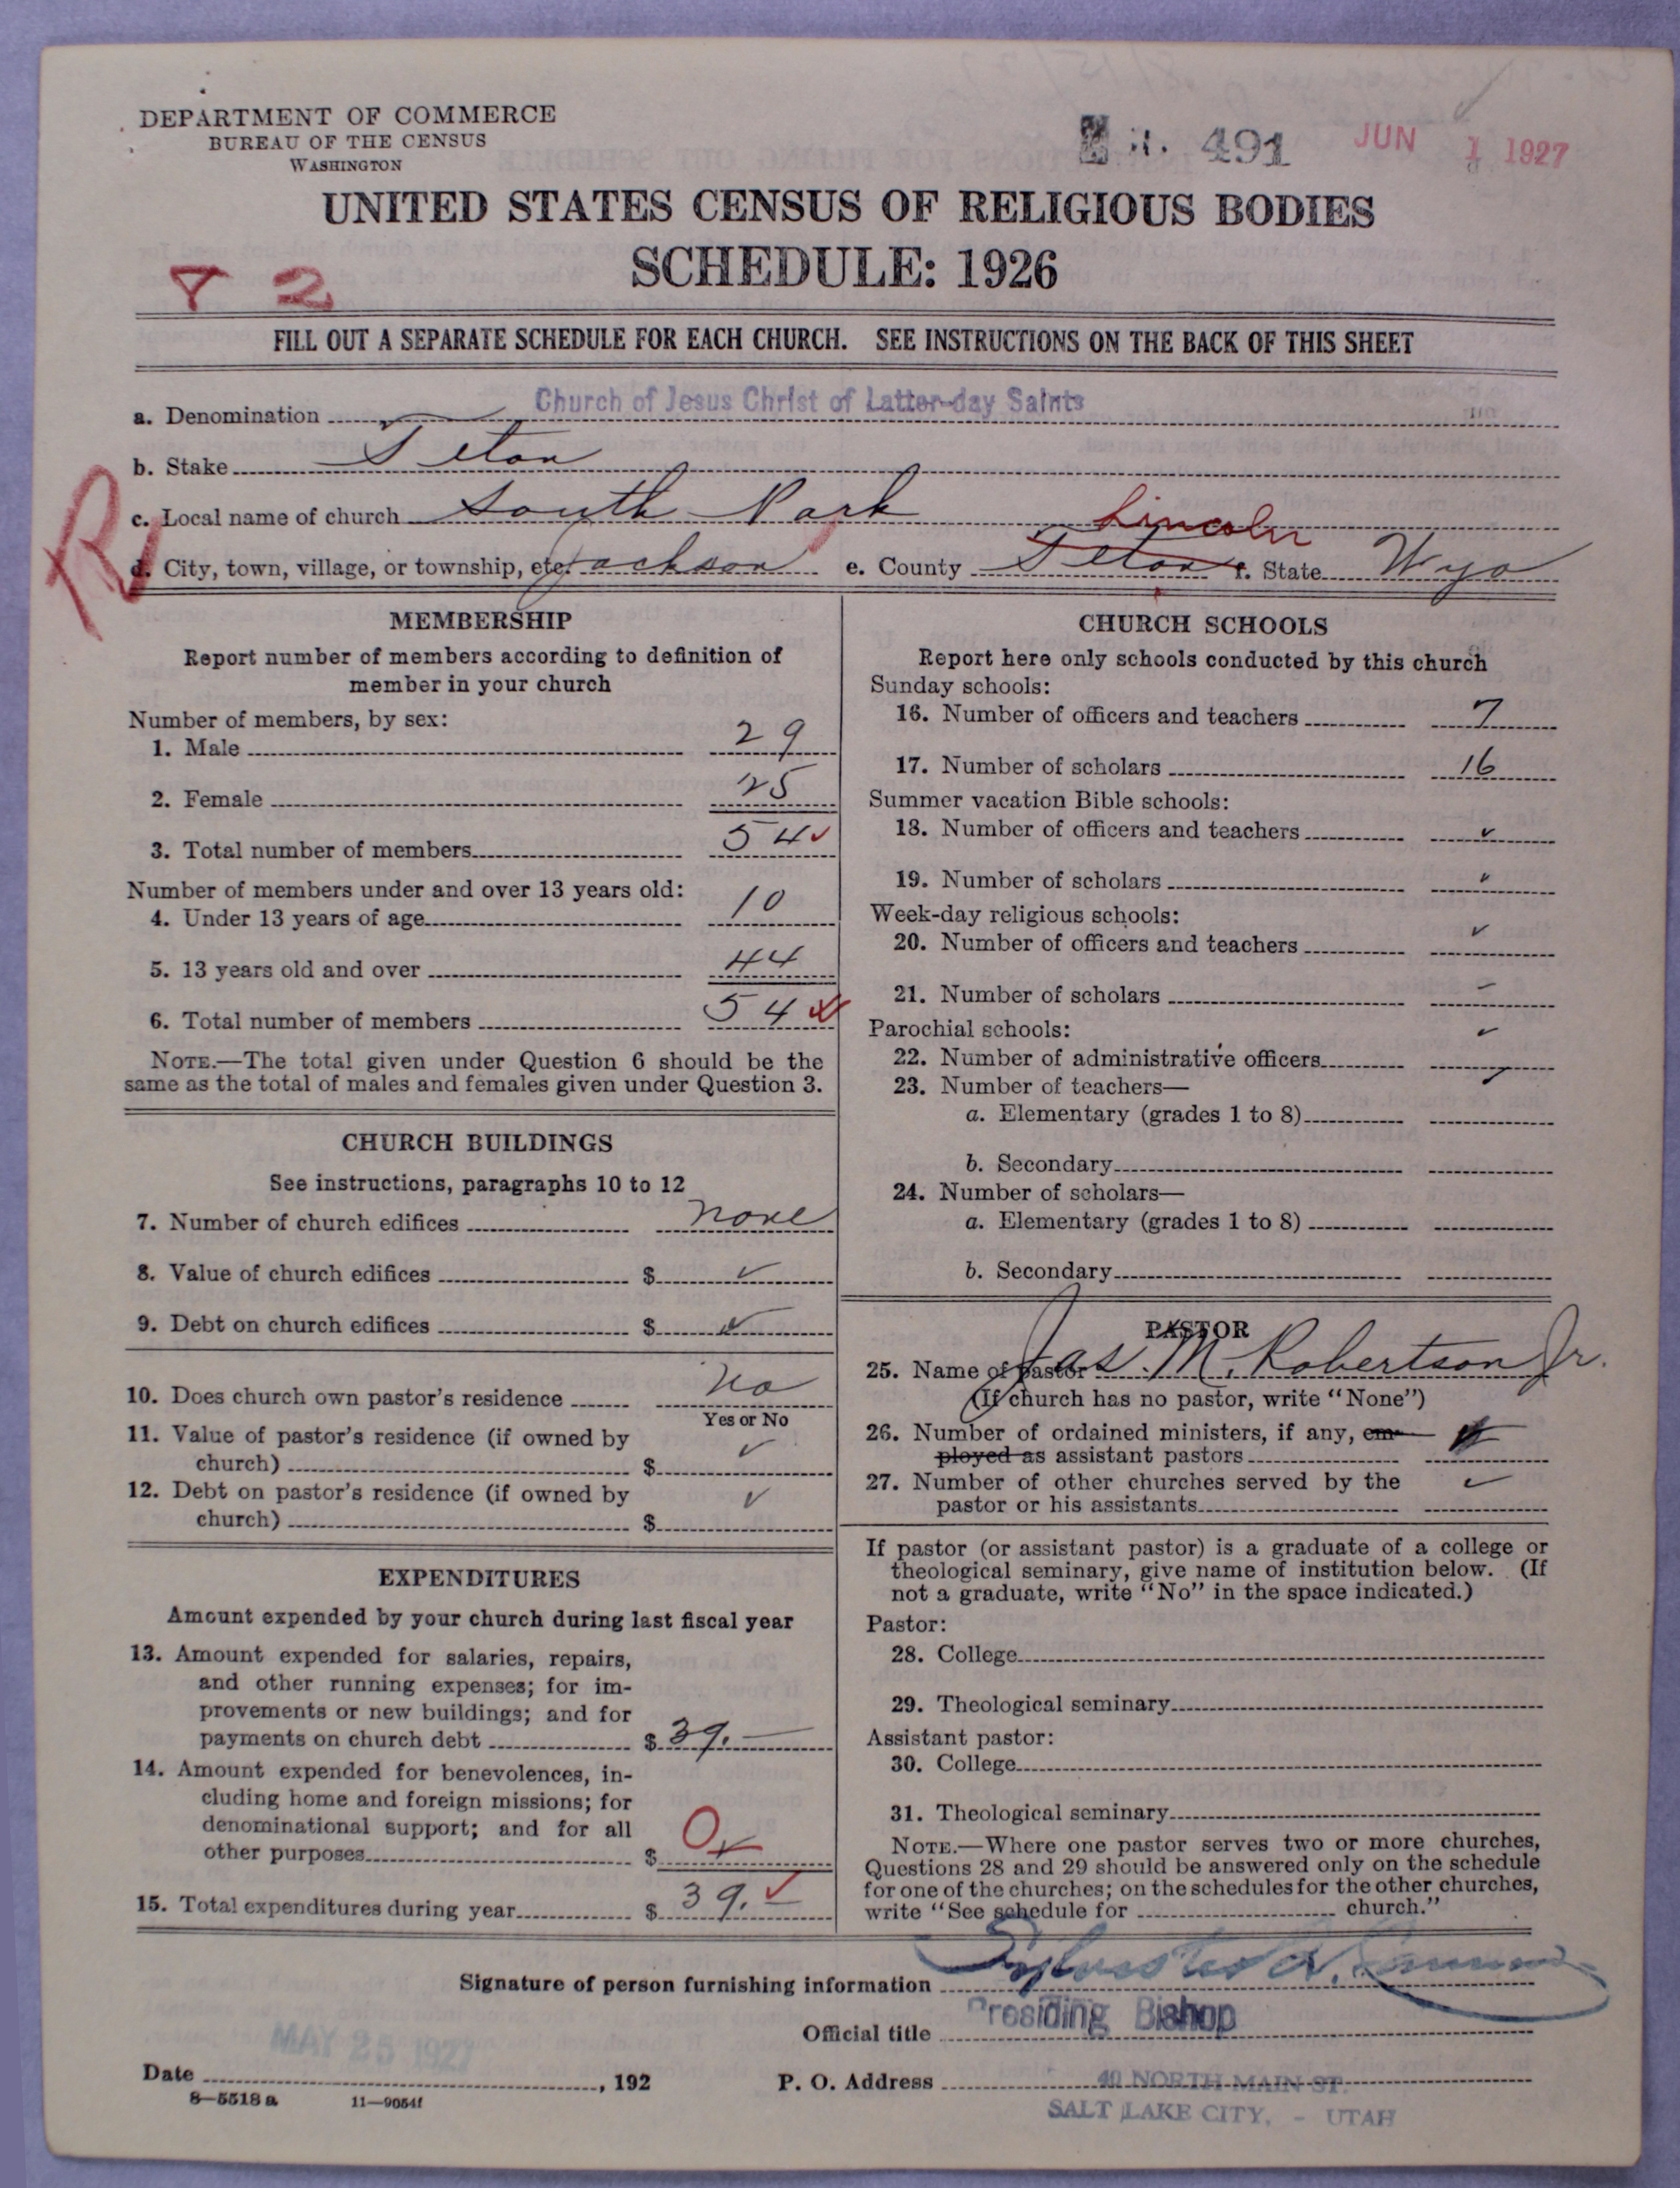 DEPARTMENT OF COMMERCE
BUREAU OF THE CENSUS
WASHINGTON
491 JUN 1 1927
UNITED STATES CENSUS OF RELIGIOUS BODIES
SCHEDULE: 1926
A 2
FILL OUT A SEPARATE SCHEDULE FOR EACH CHURCH. SEE INSTRUCTIONS ON THE BACK OF THIS SHEET
a. Denomination Church of Jesus Christ of Latter-day Saints
b. Stake Teton
R
c. Local name of church South Park
Lincoln
d. City, town, village, or township, etc. Jackson e. County Teton f. State Wyo
MEMBERSHIP
Report number of members according to definition of
member in your church
Number of members, by sex:
1. Male 29
2. Female 25
3. Total number of members 54 ✓
Number of members under and over 13 years old:
4. Under 13 years of age 10
5. 13 years old and over 44
6. Total number of members 54 ✓
NOTE.—The total given under Question 6 should be the
same as the total of males and females given under Question 3.
CHURCH BUILDINGS
See instructions, paragraphs 10 to 12
7. Number of church edifices none
8. Value of church edifices $ ✓
9. Debt on church edifices $ ✓
10. Does church own pastor's residence No
Yes or No
11. Value of pastor's residence (if owned by
church) $ ✓
12. Debt on pastor's residence (if owned by
church) $ ✓
EXPENDITURES
Amount expended by your church during last fiscal year
13. Amount expended for salaries, repairs,
and other running expenses; for im-
provements or new buildings; and for
payments on church debt $ 39.—
14. Amount expended for benevolences, in-
cluding home and foreign missions; for
denominational support; and for all
other purposes $ 0 ✓
15. Total expenditures during year $ 39.— ✓
CHURCH SCHOOLS
Report here only schools conducted by this church
Sunday schools:
16. Number of officers and teachers 7
17. Number of scholars 16
Summer vacation Bible schools:
18. Number of officers and teachers ✓
19. Number of scholars ✓
Week-day religious schools:
20. Number of officers and teachers ✓
21. Number of scholars –
Parochial schools:
22. Number of administrative officers ✓
23. Number of teachers—
a. Elementary (grades 1 to 8) ✓
b. Secondary
24. Number of scholars—
a. Elementary (grades 1 to 8)
b. Secondary
PASTOR
25. Name of pastor Jas. M. Robertson Jr.
(If church has no pastor, write "None")
26. Number of ordained ministers, if any, em-
ployed as assistant pastors
27. Number of other churches served by the
pastor or his assistants ✓
If pastor (or assistant pastor) is a graduate of a college or
theological seminary, give name of institution below. (If
not a graduate, write "No" in the space indicated.)
Pastor:
28. College
29. Theological seminary
Assistant pastor:
30. College
31. Theological seminary
NOTE.—Where one pastor serves two or more churches,
Questions 28 and 29 should be answered only on the schedule
for one of the churches; on the schedules for the other churches,
write "See schedule for church."
Signature of person furnishing information Sylvester Q. Cannon
Official title Presiding Bishop
MAY 25 1927
Date , 192 P. O. Address 40 NORTH MAIN ST.
8—5518 a 11—9054f SALT LAKE CITY, - UTAH